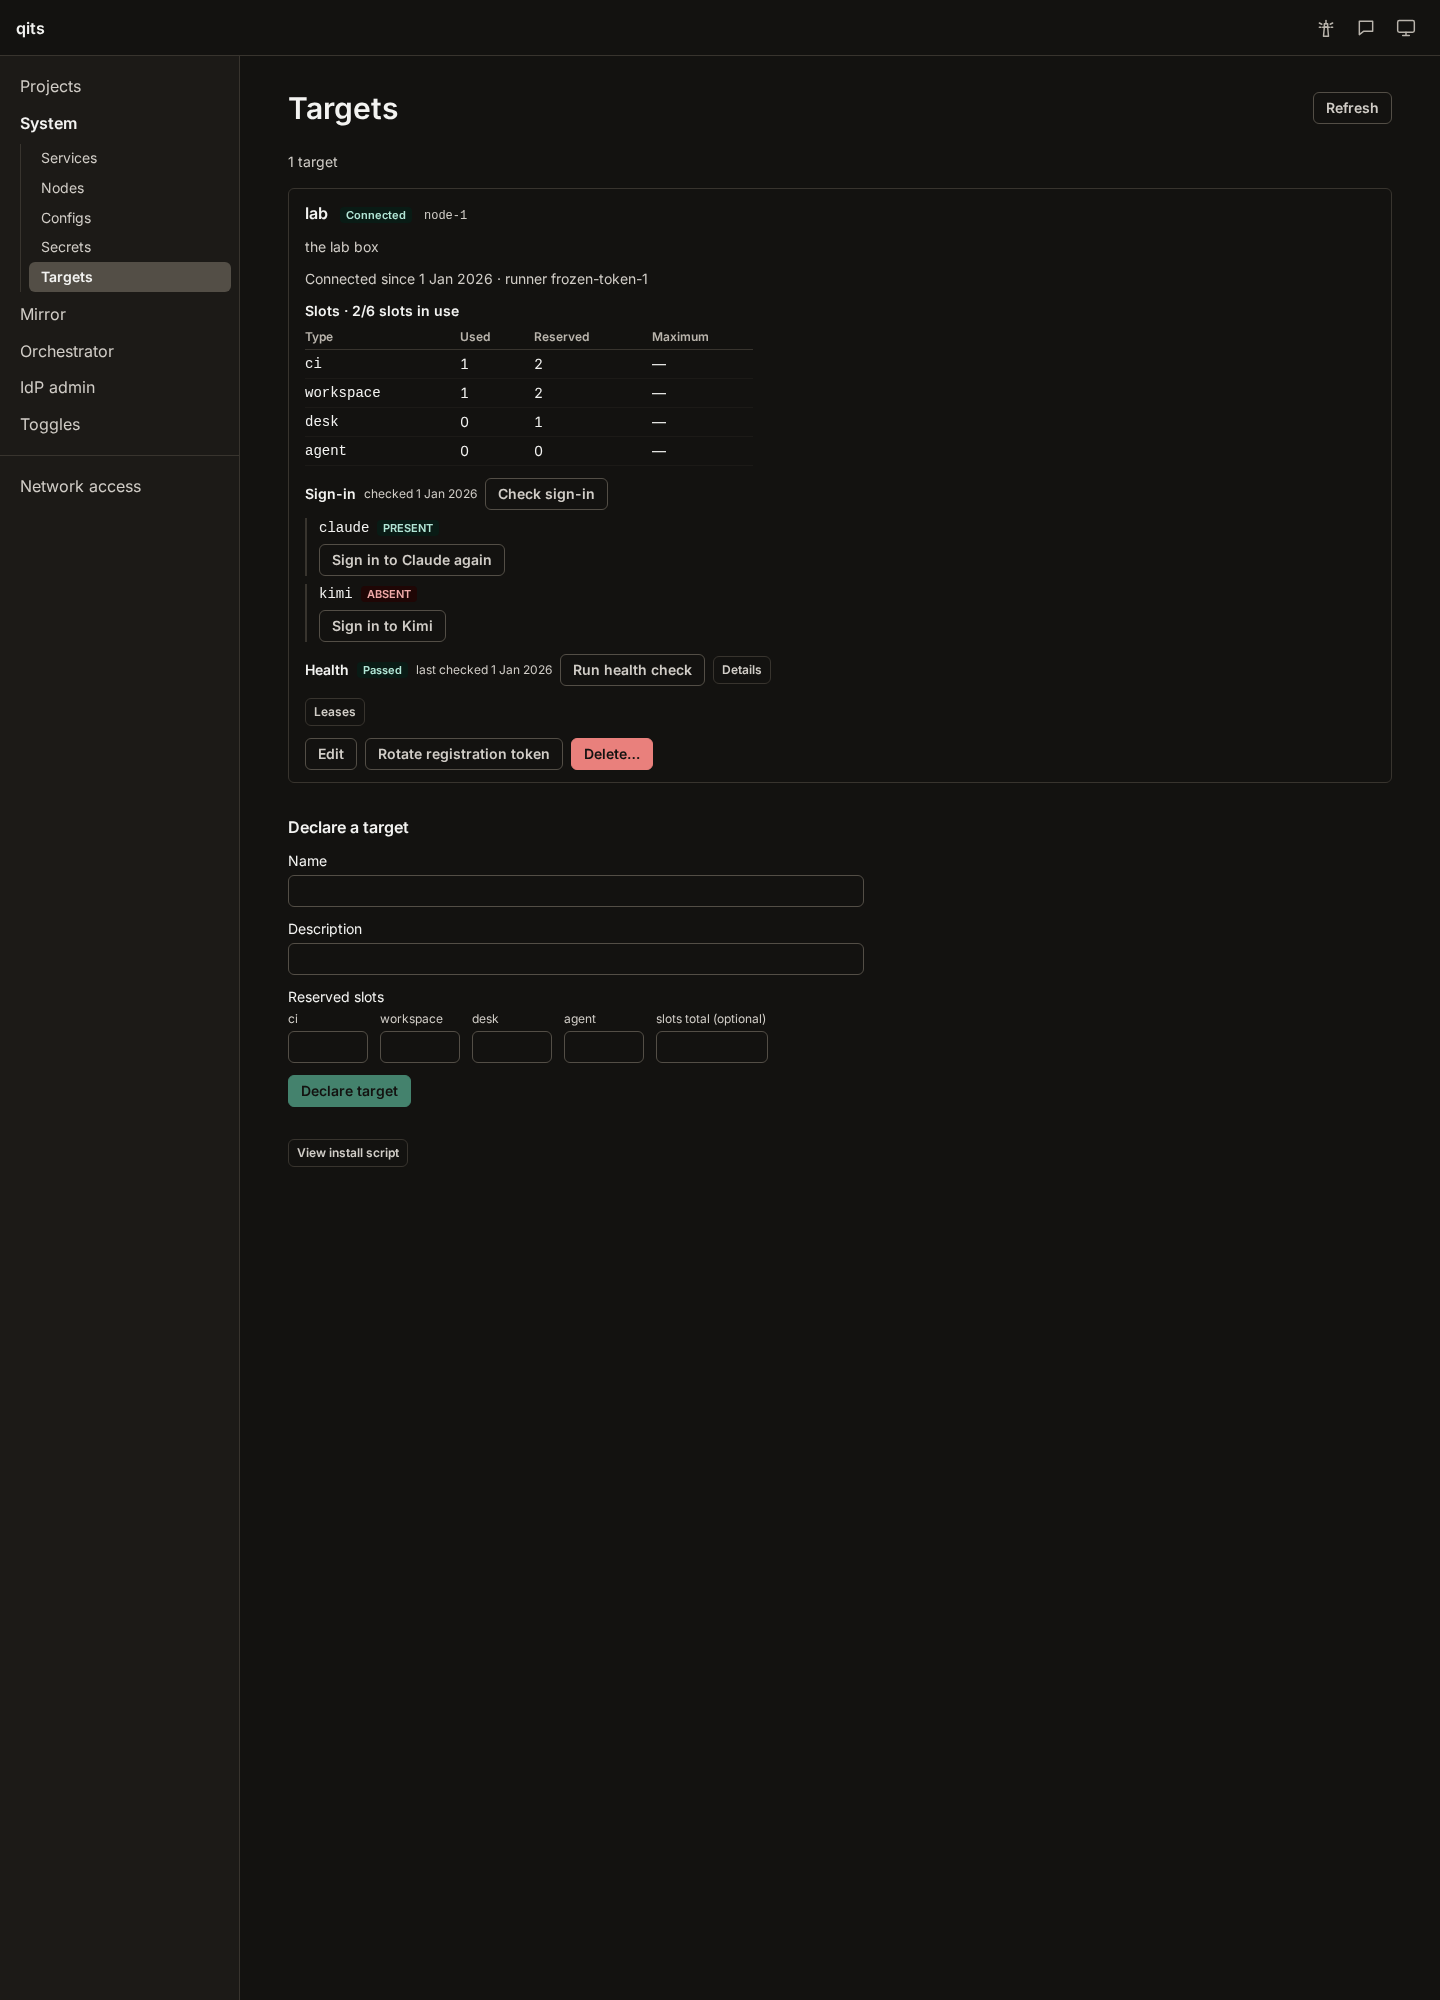 qits
Projects
System
Services
Nodes
Configs
Secrets
Targets
Mirror
Orchestrator
IdP admin
Toggles
Network access
Targets
Refresh
1 target
lab Connected node-1
the lab box
Connected since 1 Jan 2026 · runner frozen-token-1
Slots · 2/6 slots in use
Type Used Reserved Maximum
ci 1 2 —
workspace 1 2 —
desk 0 1 —
agent 0 0 —
Sign-in checked 1 Jan 2026 Check sign-in
claude PRESENT
Sign in to Claude again
kimi ABSENT
Sign in to Kimi
Health Passed last checked 1 Jan 2026 Run health check Details
Leases
Edit Rotate registration token Delete...
Declare a target
Name
Description
Reserved slots
ci workspace desk agent slots total (optional)
Declare target
View install script